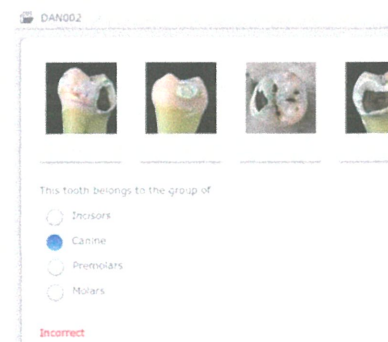 DAN002
This tooth belongs to the group of
Incisors
Canine
Premolars
Molars
Incorrect